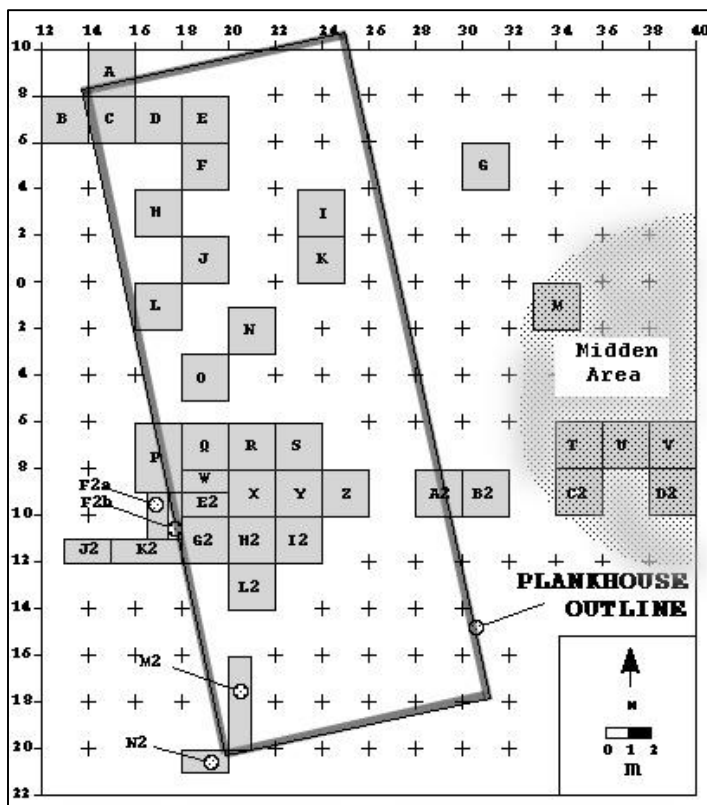 12 14 16 18 20 22 24 26 28 30 32 34 36 38 40
10
A
8
B C D E
6
F G
4
H I
2
J K
0
L M
2
N
Midden
Area
4
O
6
P Q R S T U V
8
W
F2a E2 X Y Z A2 B2 C2 D2
F2b
10
G2 H2 I2
J2 K2
12
L2
PLANKHOUSE
OUTLINE
14
16
M2
18
N
N2
0 1 2
m
20
22